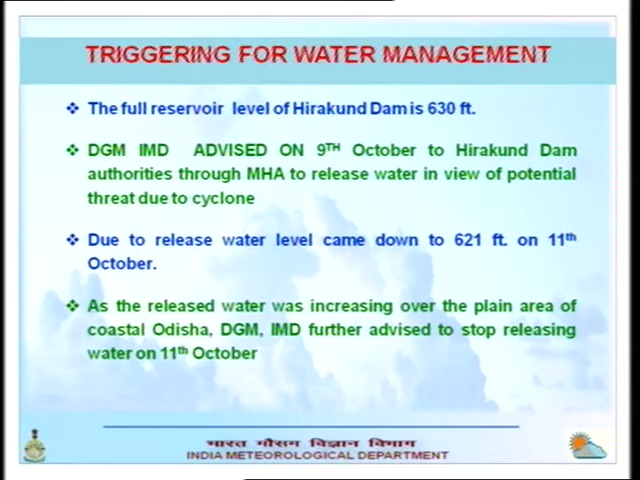 TRIGGERING FOR WATER MANAGEMENT
❖ The full reservoir level of Hirakund Dam is 630 ft.
❖ DGM IMD ADVISED ON 9TH October to Hirakund Dam
authorities through MHA to release water in view of potential
threat due to cyclone
❖ Due to release water level came down to 621 ft. on 11th
October.
❖ As the released water was increasing over the plain area of
coastal Odisha, DGM, IMD further advised to stop releasing
water on 11th October
भारत मौसम विज्ञान विभाग
INDIA METEOROLOGICAL DEPARTMENT